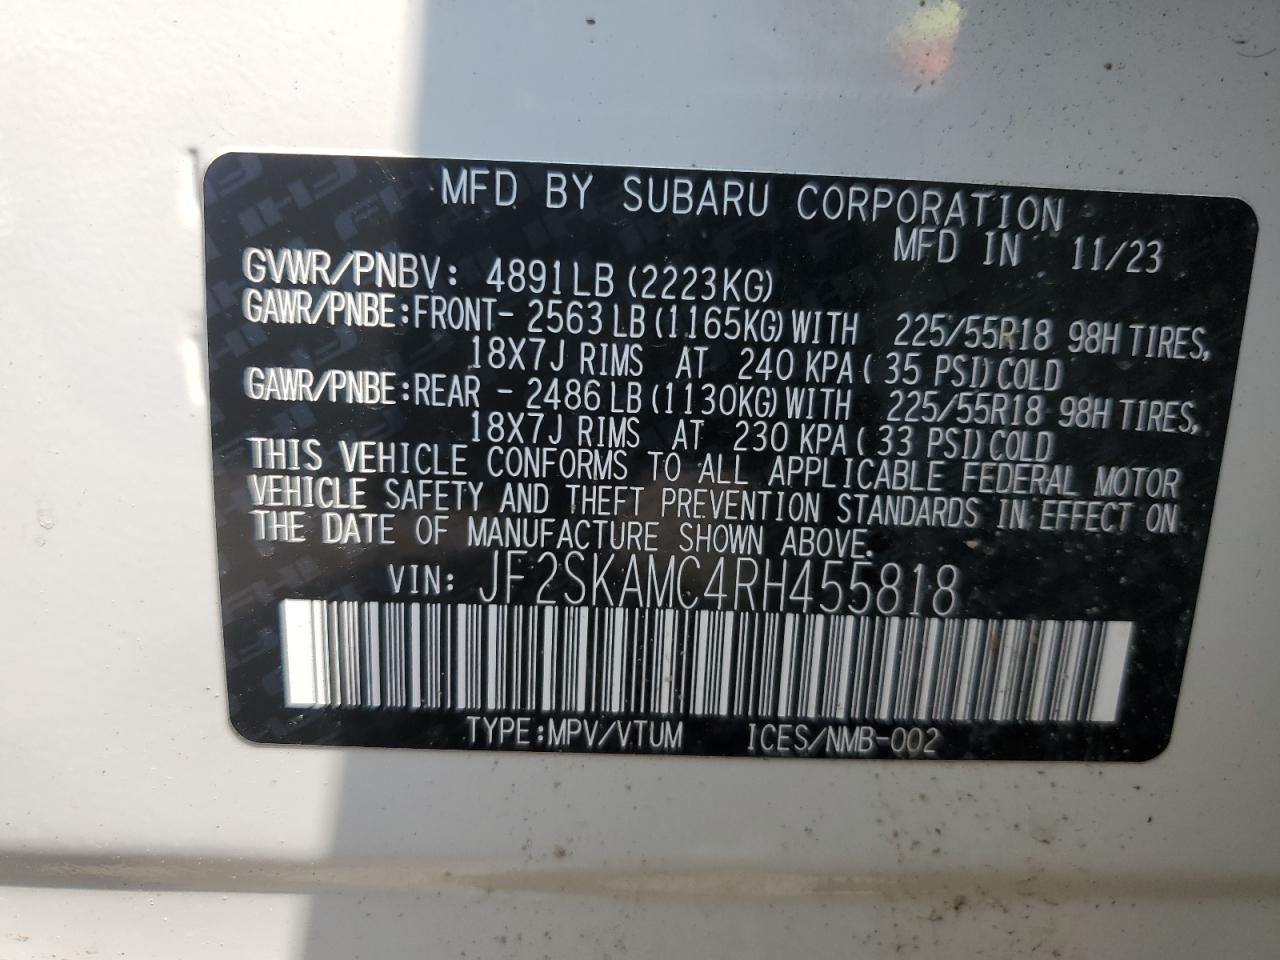 MFD BY SUBARU CORPORATION
MFD IN 11/23
GVWR/PNBV: 4891LB (2223KG)
GAWR/PNBE:FRONT- 2563 LB (1165KG) WITH 225/55R18 98H TIRES,
18X7J RIMS AT 240 KPA ( 35 PSI) COLD
GAWR/PNBE:REAR - 2486 LB (1130KG) WITH 225/55R18 98H TIRES,
18X7J RIMS AT 230 KPA ( 33 PSI) COLD
THIS VEHICLE CONFORMS TO ALL APPLICABLE FEDERAL MOTOR
VEHICLE SAFETY AND THEFT PREVENTION STANDARDS IN EFFECT ON
THE DATE OF MANUFACTURE SHOWN ABOVE.
VIN: JF2SKAMC4RH455818
TYPE:MPV/VTUM ICES/NMB-002